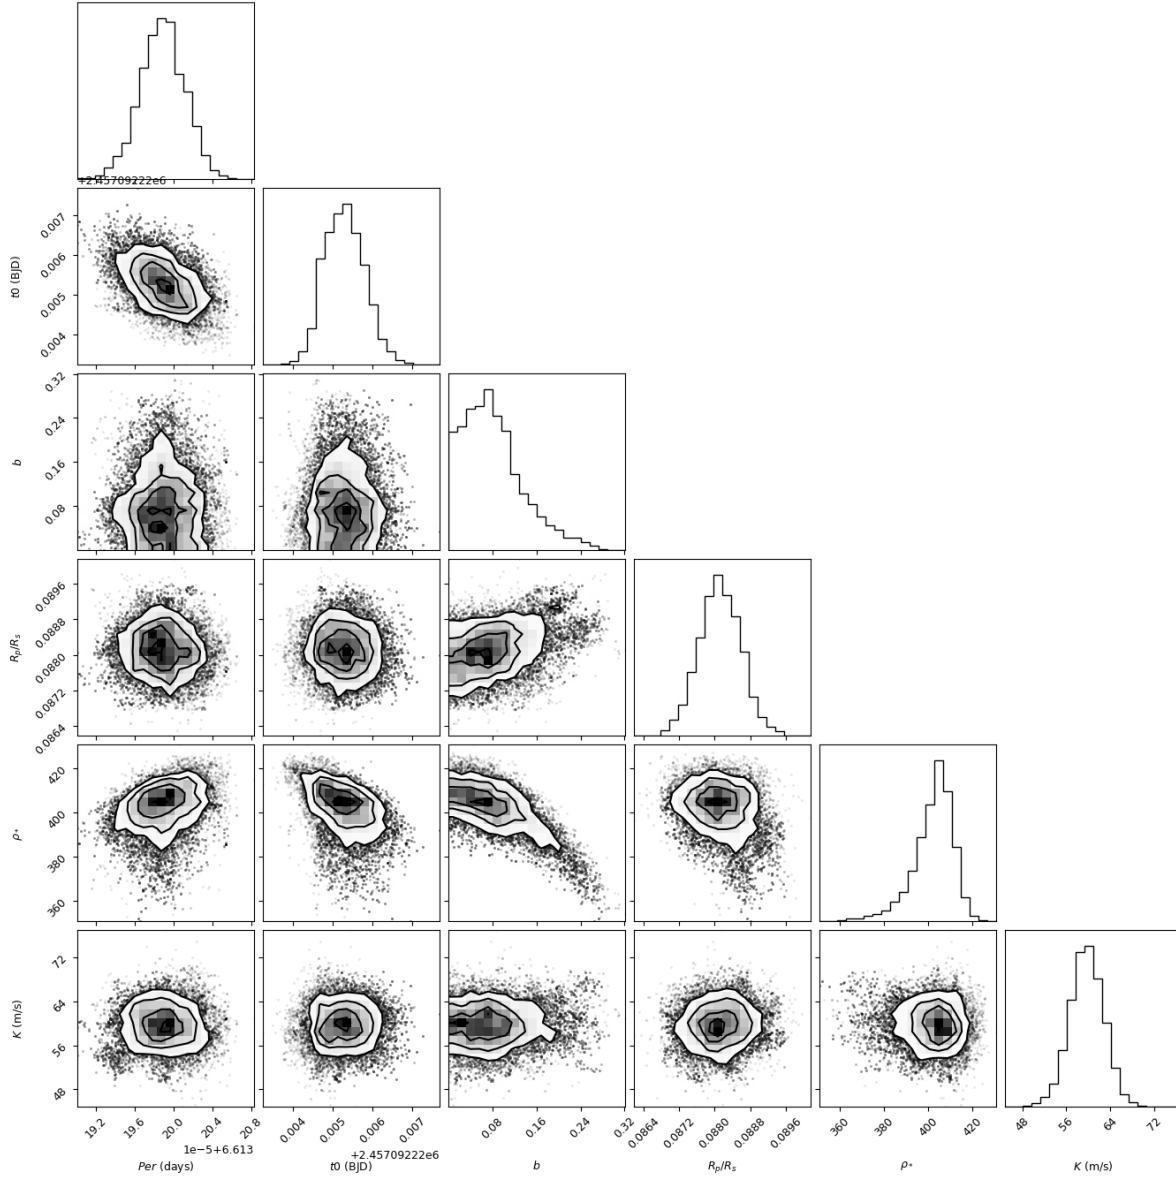 +2.45709222e6
0.007
0.006
0.005
0.004
t0 (BJD)
0.32
0.24
0.16
0.08
b
0.0896
0.0888
0.0880
0.0872
0.0864
Rp/Rs
420
400
380
360
ρ*
72
64
56
48
K (m/s)
19.2 19.6 20.0 20.4 20.8
1e-5+6.613
Per (days)
0.004 0.005 0.006 0.007
+2.45709222e6
t0 (BJD)
0.08 0.16 0.24 0.32
b
0.0864 0.0872 0.0880 0.0888 0.0896
Rp/Rs
360 380 400 420
ρ*
48 56 64 72
K (m/s)